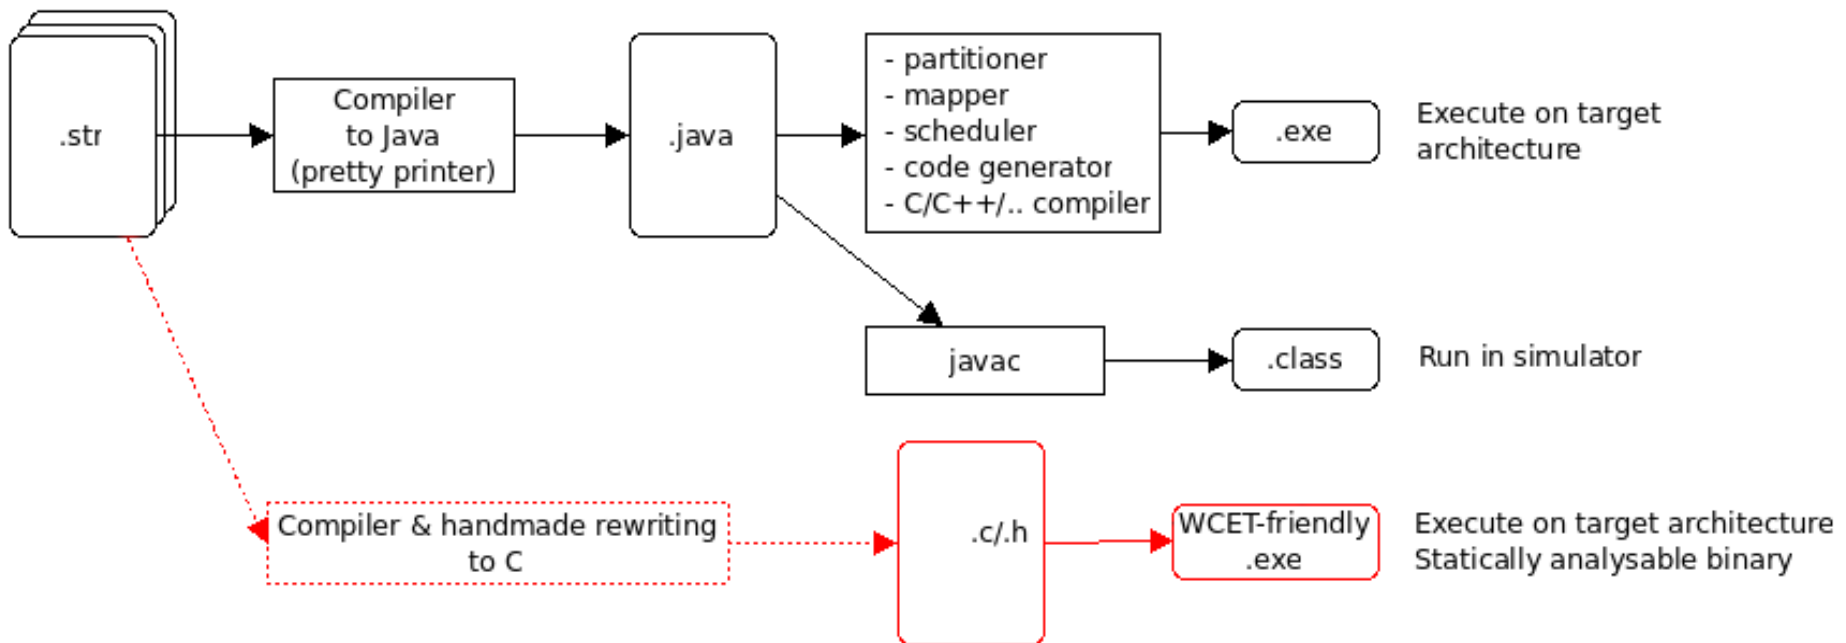 .str
Compiler
to Java
(pretty printer)
.java
- partitioner
- mapper
- scheduler
- code generator
- C/C++/.. compiler
.exe
Execute on target
architecture
javac
.class
Run in simulator
Compiler & handmade rewriting
to C
.c/.h
WCET-friendly
.exe
Execute on target architecture
Statically analysable binary